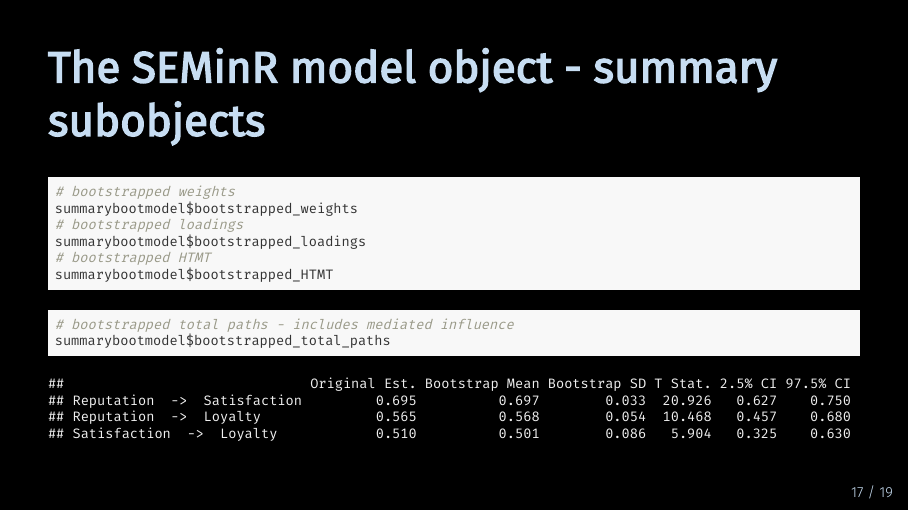 The SEMinR model object - summary
subobjects
# bootstrapped weights
summarybootmodel$bootstrapped_weights
# bootstrapped loadings
summarybootmodel$bootstrapped_loadings
# bootstrapped HTMT
summarybootmodel$bootstrapped_HTMT
# bootstrapped total paths - includes mediated influence
summarybootmodel$bootstrapped_total_paths
##                              Original Est. Bootstrap Mean Bootstrap SD T Stat. 2.5% CI 97.5% CI
## Reputation  ->  Satisfaction         0.695          0.697        0.033  20.926   0.627    0.750
## Reputation  ->  Loyalty              0.565          0.568        0.054  10.468   0.457    0.680
## Satisfaction  ->  Loyalty            0.510          0.501        0.086   5.904   0.325    0.630
17 / 19